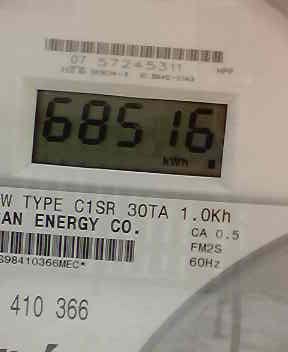 07 57245311
68516
kWh
W TYPE C1SR 30TA 1.0Kh
AN ENERGY CO.
CA 0.5
FM2S
S98410366MEC*
60Hz
410 366